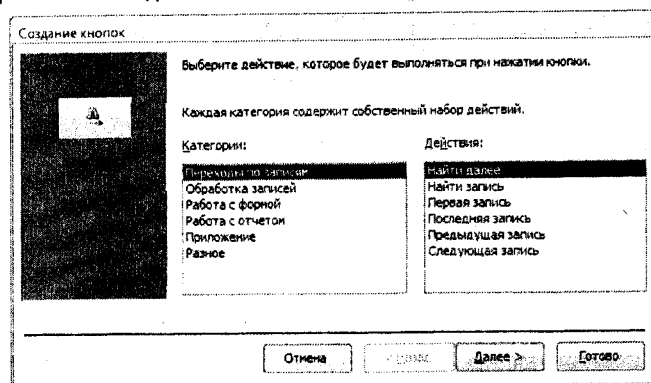 Создание кнопок
Выберите действие, которое будет выполняться при нажатии кнопки.
Каждая категория содержит собственный набор действий.
Категории:
Действия:
Переходы по записям
Обработка записей
Работа с формой
Работа с отчетом
Приложение
Разное
Найти далее
Найти запись
Первая запись
Последняя запись
Предыдущая запись
Следующая запись
Отмена
< Назад
Далее >
Готово